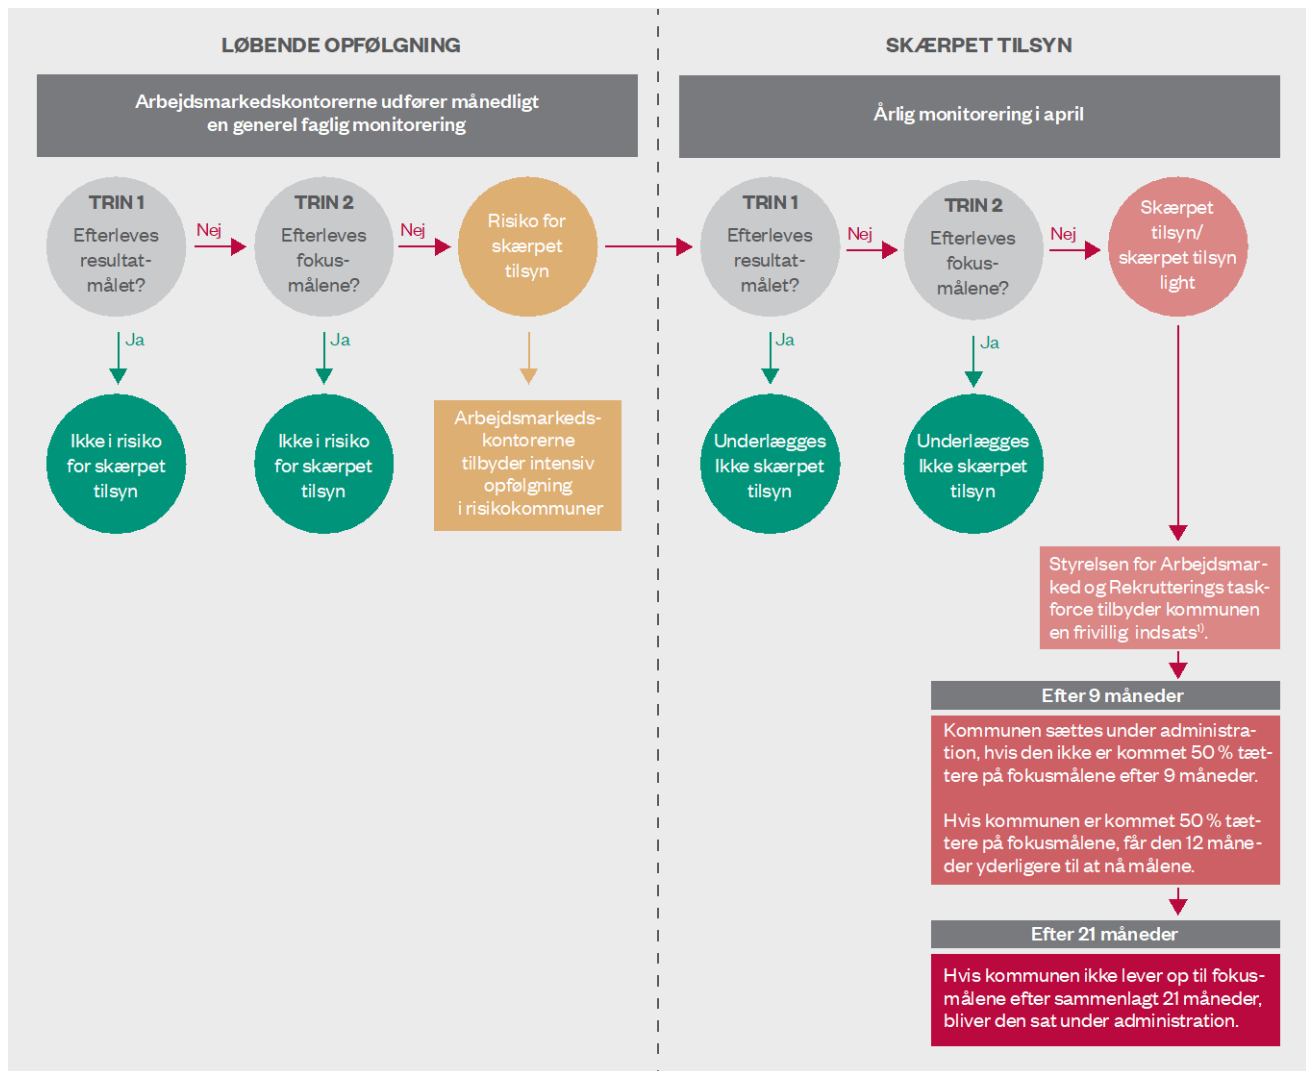 LØBENDE OPFØLGNING
Arbejdsmarkedskontorerne udfører månedligt
en generel faglig monitorering
TRIN 1
Efterleves
resultat-
målet?
Nej
TRIN 2
Efterleves
fokus-
målene?
Nej
Risiko for
skærpet
tilsyn
Ja
Ja
Ikke i risiko
for skærpet
tilsyn
Ikke i risiko
for skærpet
tilsyn
Arbejdsmarkeds-
kontorerne
tilbyder intensiv
opfølgning
i risikokommuner
SKÆRPET TILSYN
Årlig monitorering i april
TRIN 1
Efterleves
resultat-
målet?
Nej
TRIN 2
Efterleves
fokus-
målene?
Nej
Skærpet
tilsyn/
skærpet tilsyn
light
Ja
Ja
Underlægges
Ikke skærpet
tilsyn
Underlægges
Ikke skærpet
tilsyn
Styrelsen for Arbejdsmar-
ked og Rekrutterings task-
force tilbyder kommunen
en frivillig indsats¹⁾.
Efter 9 måneder
Kommunen sættes under administra-
tion, hvis den ikke er kommet 50 % tæt-
tere på fokusmålene efter 9 måneder.
Hvis kommunen er kommet 50 % tæt-
tere på fokusmålene, får den 12 måne-
der yderligere til at nå målene.
Efter 21 måneder
Hvis kommunen ikke lever op til fokus-
målene efter sammenlagt 21 måneder,
bliver den sat under administration.